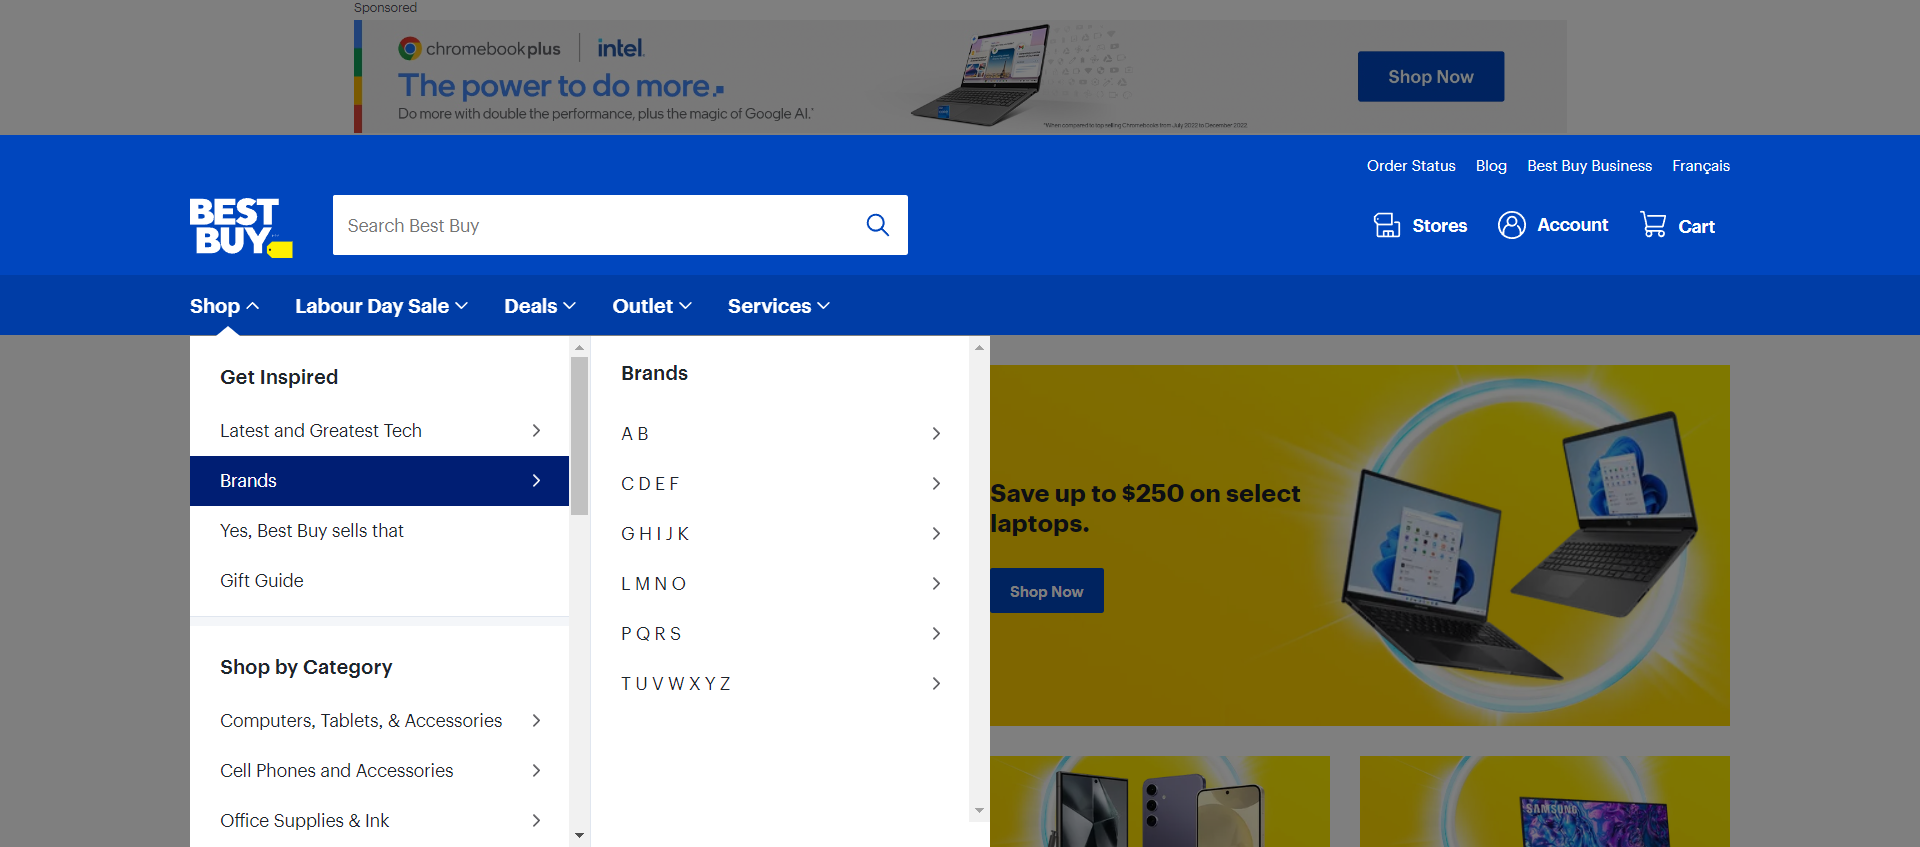 Sponsored
chromebookplus intel.
The power to do more.
Do more with double the performance, plus the magic of Google AI.*
*When compared to top selling Chromebooks from July 2022 to December 2022.
Shop Now
Order Status Blog Best Buy Business Français
BEST
BUY
Search Best Buy
Stores Account Cart
Shop Labour Day Sale Deals Outlet Services
Get Inspired
Latest and Greatest Tech
Brands
Yes, Best Buy sells that
Gift Guide
Shop by Category
Computers, Tablets, & Accessories
Cell Phones and Accessories
Office Supplies & Ink
Brands
A B
C D E F
G H I J K
L M N O
P Q R S
T U V W X Y Z
Save up to $250 on select
laptops.
Shop Now
SAMSUNG